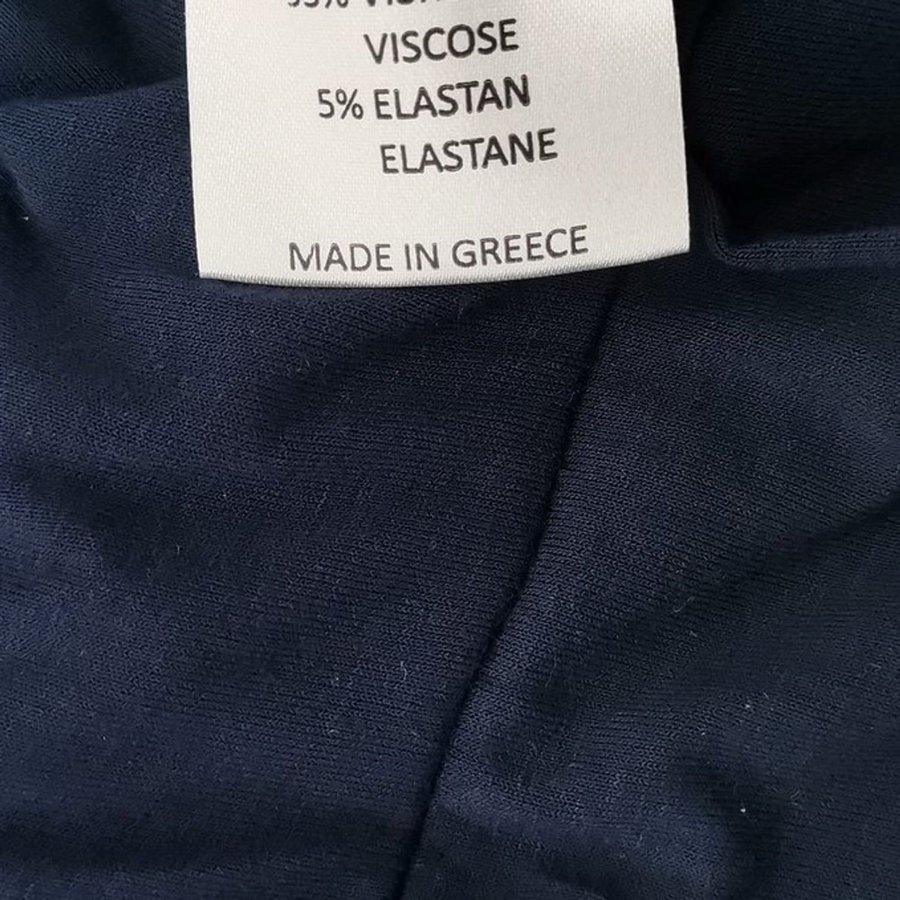 VISCOSE
5% ELASTAN
ELASTANE
MADE IN GREECE